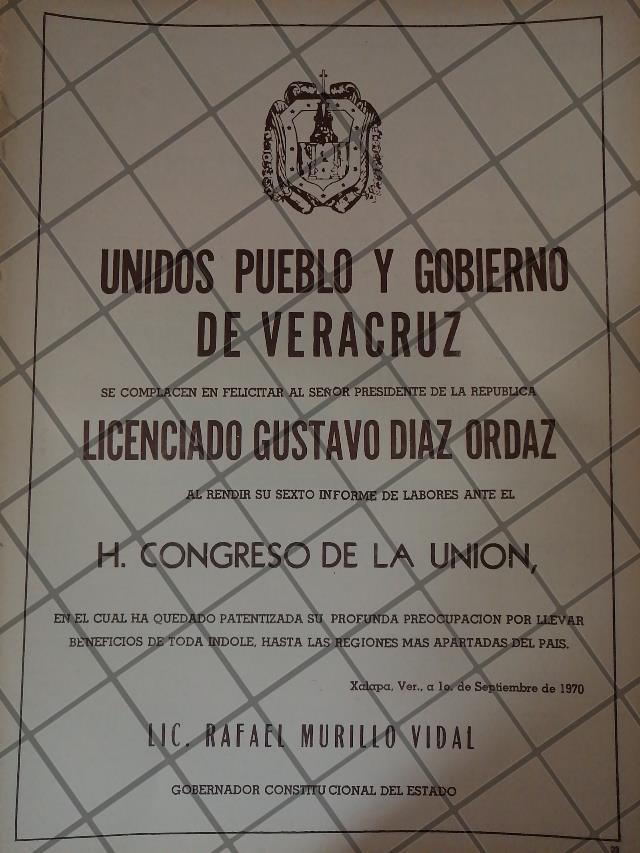 UNIDOS PUEBLO Y GOBIERNO
DE VERACRUZ
SE COMPLACEN EN FELICITAR AL SEÑOR PRESIDENTE DE LA REPUBLICA
LICENCIADO GUSTAVO DIAZ ORDAZ
AL RENDIR SU SEXTO INFORME DE LABORES ANTE EL
H. CONGRESO DE LA UNION,
EN EL CUAL HA QUEDADO PATENTIZADA SU PROFUNDA PREOCUPACION POR LLEVAR
BENEFICIOS DE TODA INDOLE, HASTA LAS REGIONES MAS APARTADAS DEL PAIS.
Xalapa, Ver., a 1o. de Septiembre de 1970
LIC. RAFAEL MURILLO VIDAL
GOBERNADOR CONSTITUCIONAL DEL ESTADO